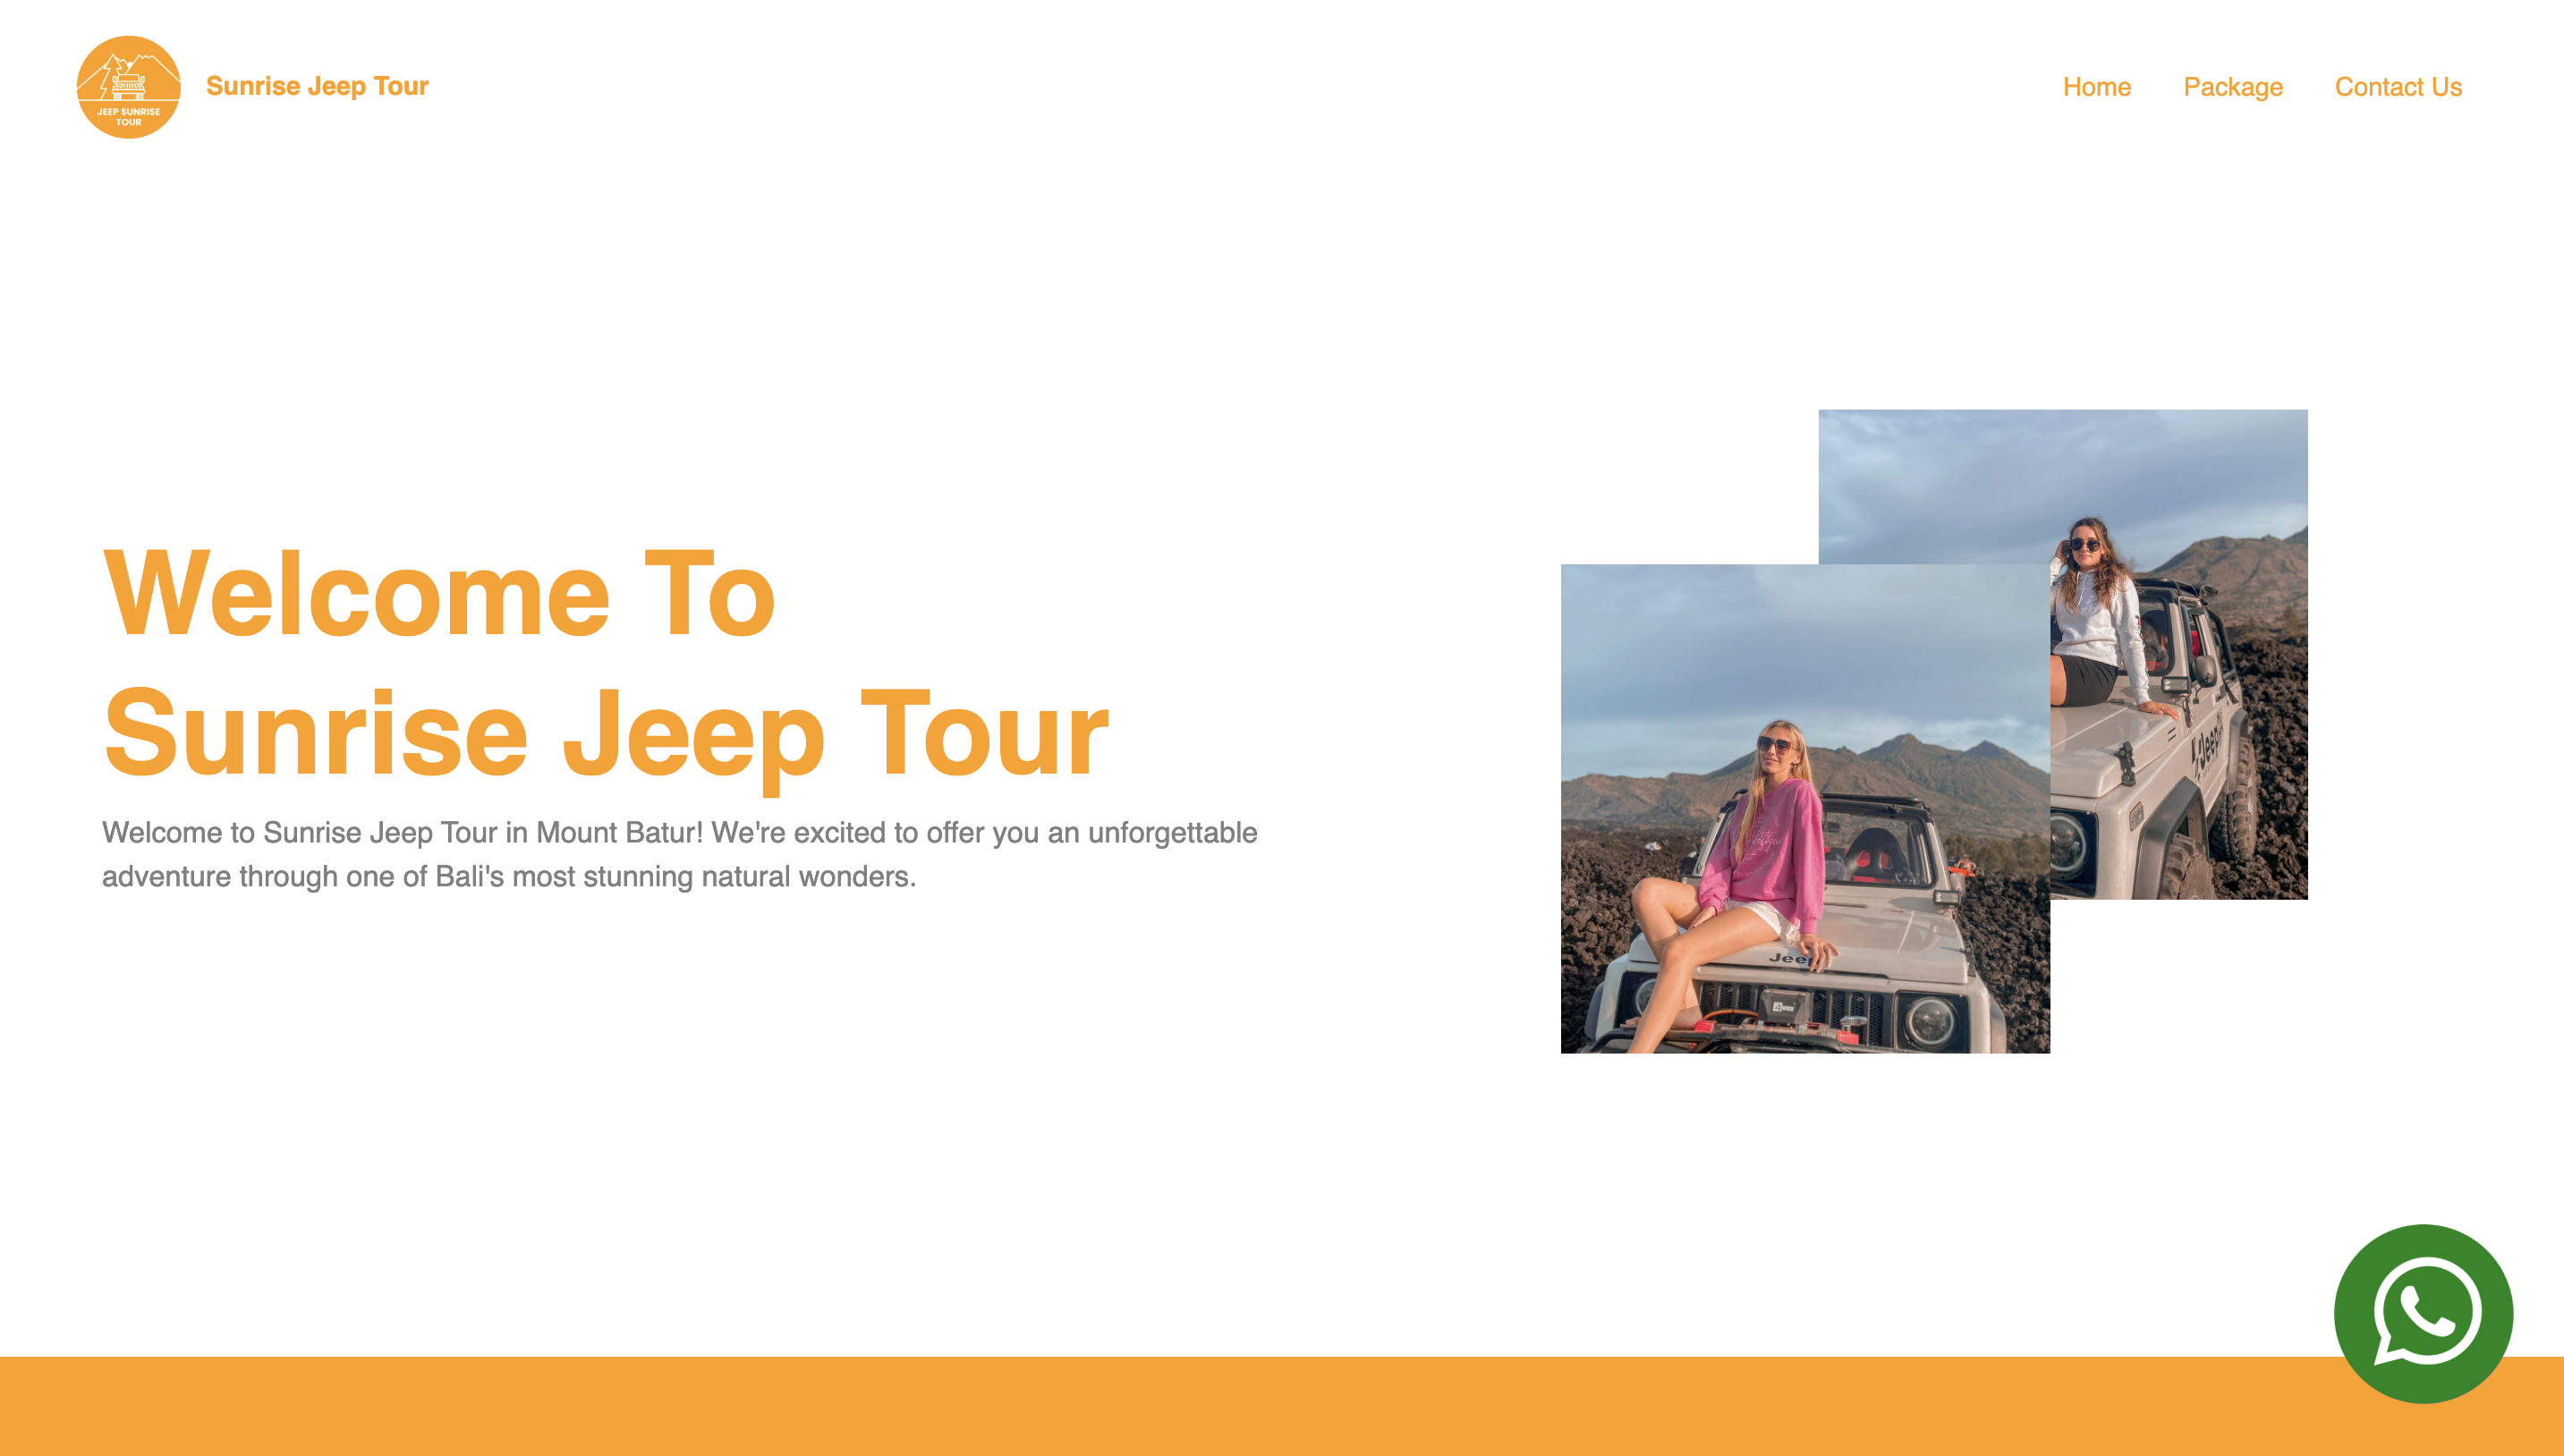 JEEP SUNRISE
TOUR
Sunrise Jeep Tour
Home
Package
Contact Us
Welcome To
Sunrise Jeep Tour
Welcome to Sunrise Jeep Tour in Mount Batur! We're excited to offer you an unforgettable
adventure through one of Bali's most stunning natural wonders.
Jeep